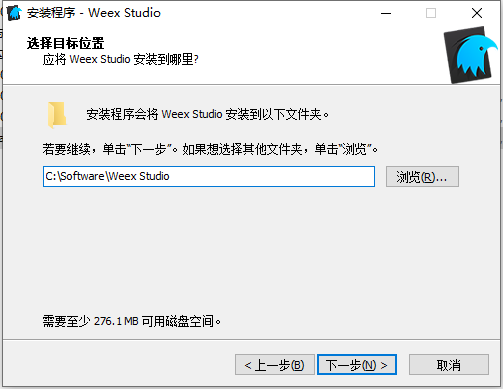 安装程序 - Weex Studio
选择目标位置
应将 Weex Studio 安装到哪里?
安装程序会将 Weex Studio 安装到以下文件夹。
若要继续，单击“下一步”。如果想选择其他文件夹，单击“浏览”。
C:\Software\Weex Studio
浏览(R)...
需要至少 276.1 MB 可用磁盘空间。
< 上一步(B)
下一步(N) >
取消